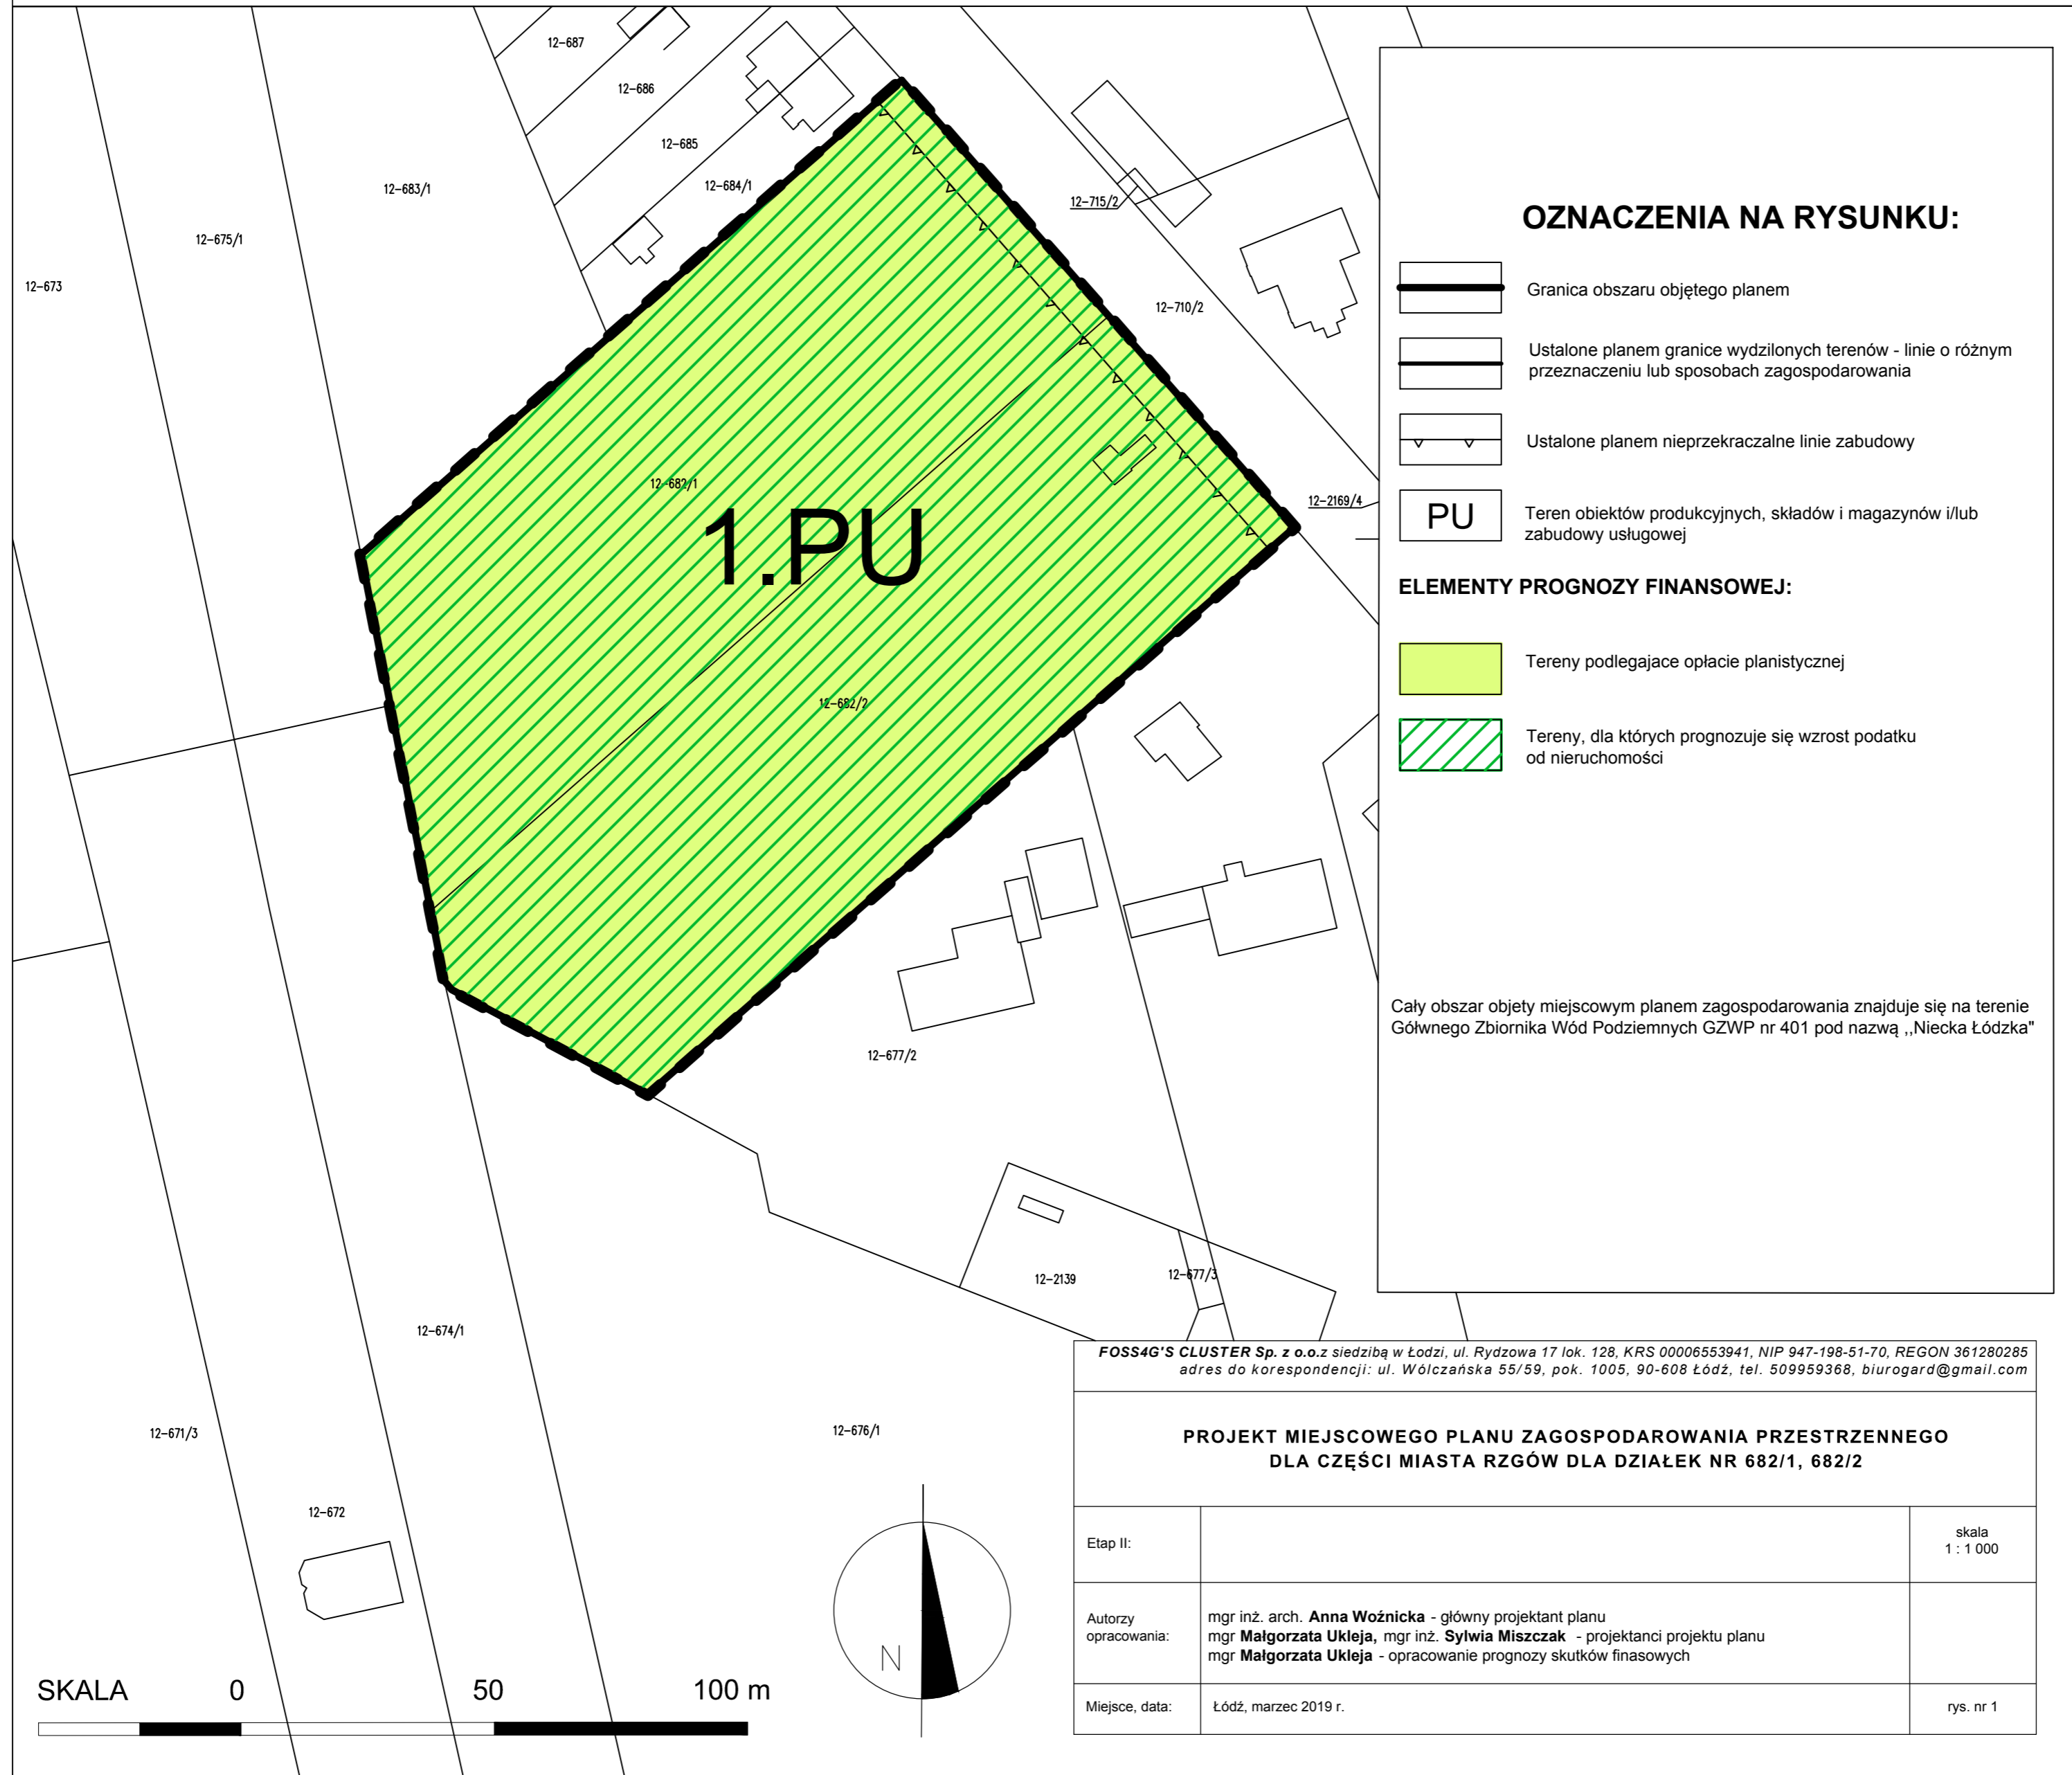 12-687
12-686
12-685
12-684/1
12-683/1
12-675/1
12-673
12-715/2
12-710/2
12-2169/4
12-682/1
1.PU
12-682/2
12-677/2
12-2139
12-677/3
12-674/1
12-676/1
12-671/3
12-672
OZNACZENIA NA RYSUNKU:
Granica obszaru objętego planem
Ustalone planem granice wydzilonych terenów - linie o różnym
przeznaczeniu lub sposobach zagospodarowania
Ustalone planem nieprzekraczalne linie zabudowy
PU
Teren obiektów produkcyjnych, składów i magazynów i/lub
zabudowy usługowej
ELEMENTY PROGNOZY FINANSOWEJ:
Tereny podlegajace opłacie planistycznej
Tereny, dla których prognozuje się wzrost podatku
od nieruchomości
Cały obszar objety miejscowym planem zagospodarowania znajduje się na terenie
Gółwnego Zbiornika Wód Podziemnych GZWP nr 401 pod nazwą ,,Niecka Łódzka"
FOSS4G'S CLUSTER Sp. z o.o.z siedzibą w Łodzi, ul. Rydzowa 17 lok. 128, KRS 00006553941, NIP 947-198-51-70, REGON 361280285
adres do korespondencji: ul. Wólczańska 55/59, pok. 1005, 90-608 Łódź, tel. 509959368, biurogard@gmail.com
PROJEKT MIEJSCOWEGO PLANU ZAGOSPODAROWANIA PRZESTRZENNEGO
DLA CZĘŚCI MIASTA RZGÓW DLA DZIAŁEK NR 682/1, 682/2
Etap II:
skala
1 : 1 000
Autorzy
opracowania:
mgr inż. arch. Anna Woźnicka - główny projektant planu
mgr Małgorzata Ukleja, mgr inż. Sylwia Miszczak - projektanci projektu planu
mgr Małgorzata Ukleja - opracowanie prognozy skutków finasowych
Miejsce, data:
Łódź, marzec 2019 r.
rys. nr 1
N
SKALA 0 50 100 m